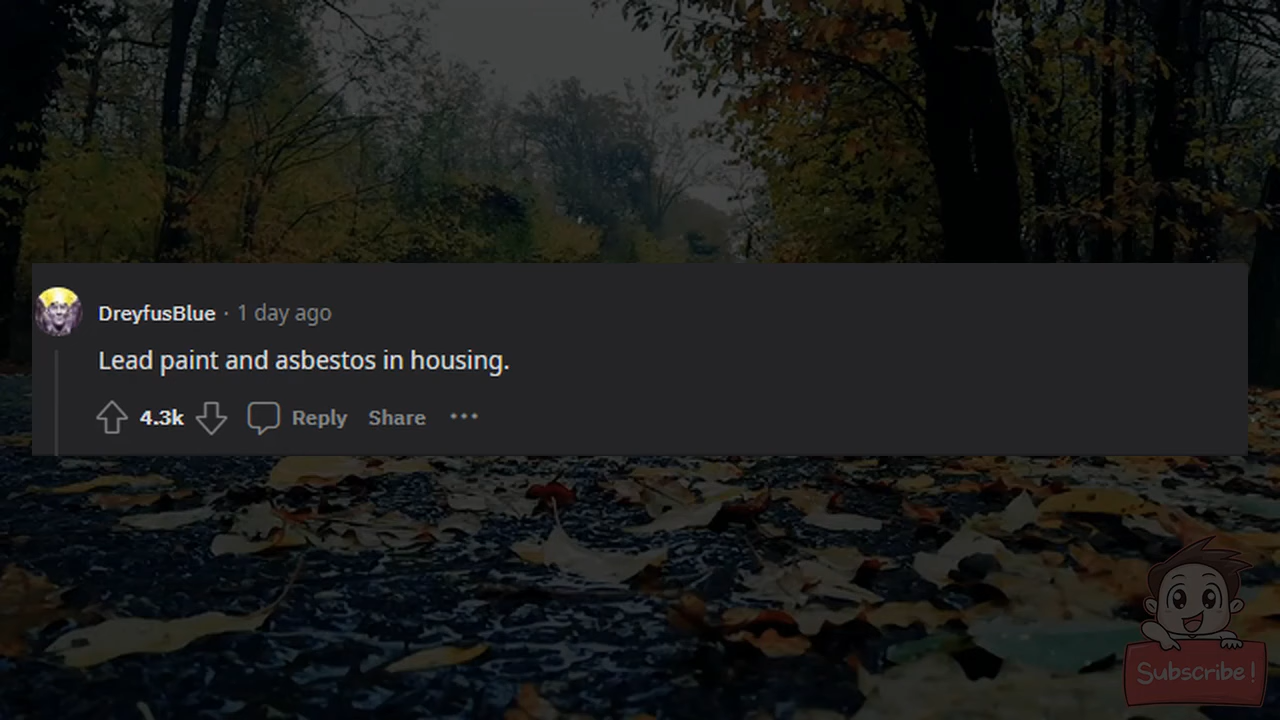 DreyfusBlue · 1 day ago
Lead paint and asbestos in housing.
4.3k Reply Share ···
Subscribe!